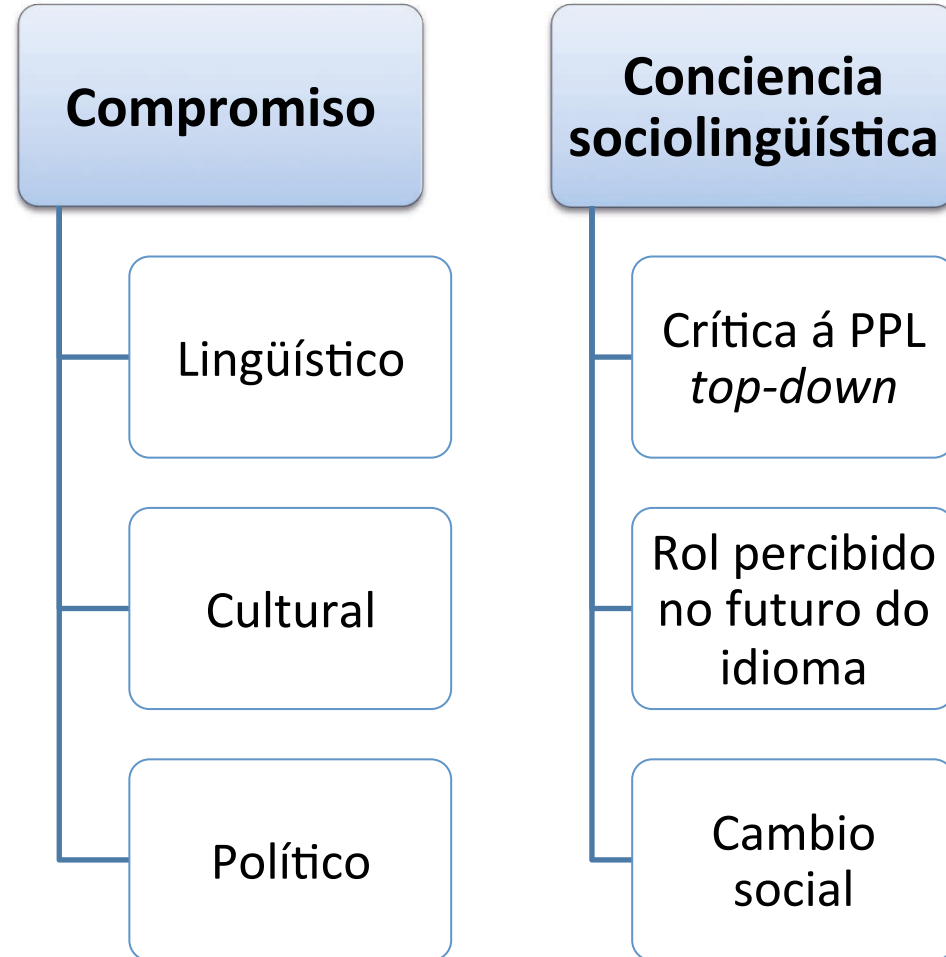 Compromiso
Lingüístico
Cultural
Político
Conciencia
sociolingüística
Crítica á PPL
top-down
Rol percibido
no futuro do
idioma
Cambio
social